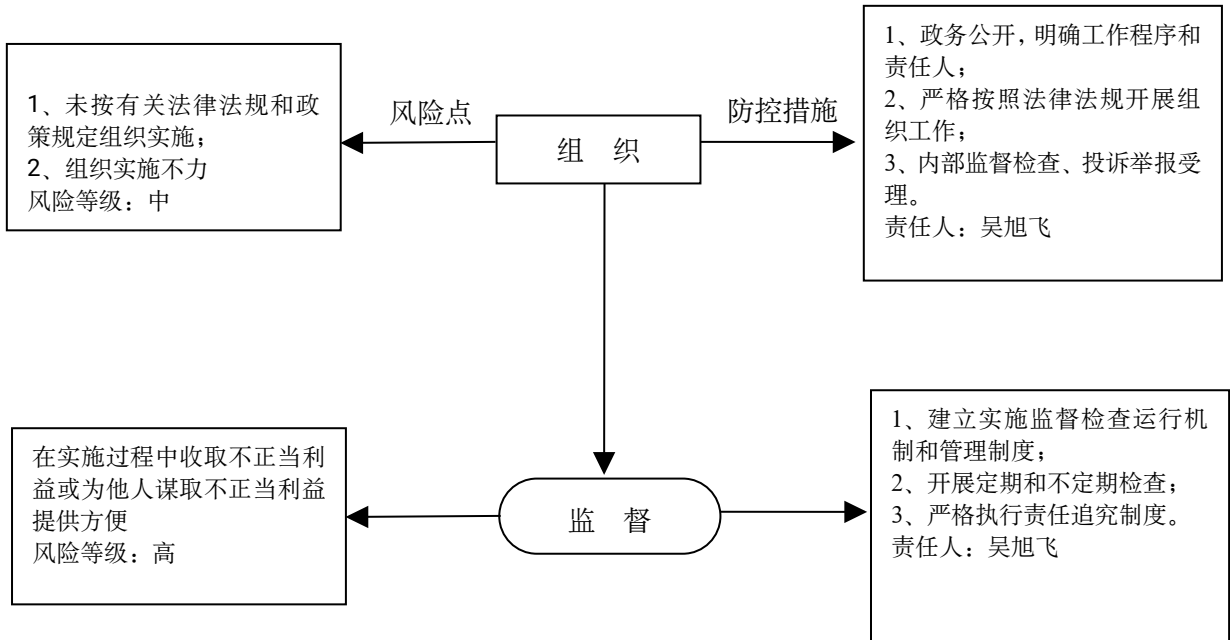 1、未按有关法律法规和政
策规定组织实施；
2、组织实施不力
风险等级：中
风险点
组 织
防控措施
1、政务公开，明确工作程序和
责任人；
2、严格按照法律法规开展组
织工作；
3、内部监督检查、投诉举报受
理。
责任人：吴旭飞
在实施过程中收取不正当利
益或为他人谋取不正当利益
提供方便
风险等级：高
监 督
1、建立实施监督检查运行机
制和管理制度；
2、开展定期和不定期检查；
3、严格执行责任追究制度。
责任人：吴旭飞